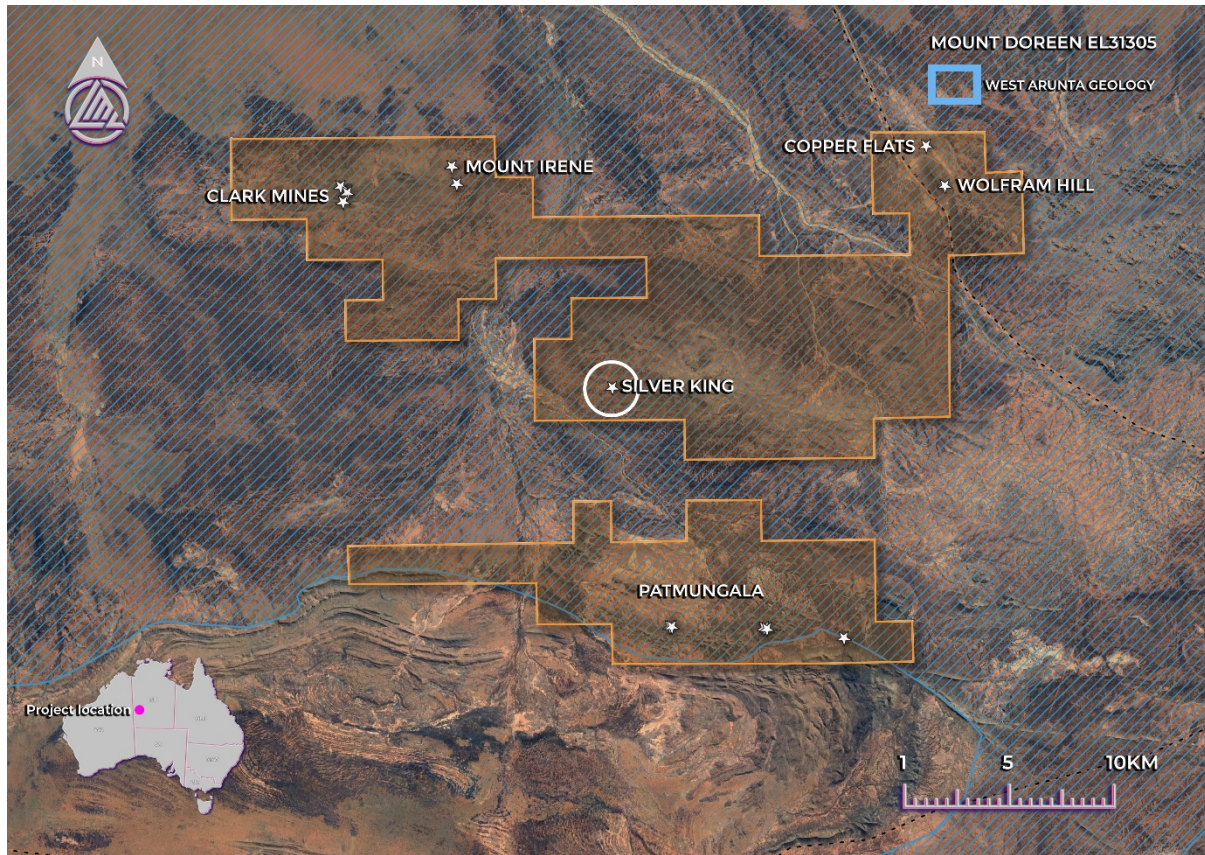 N
MOUNT DOREEN EL31305
WEST ARUNTA GEOLOGY
COPPER FLATS
MOUNT IRENE
CLARK MINES
WOLFRAM HILL
SILVER KING
PATMUNGALA
Project location
1 5 10KM